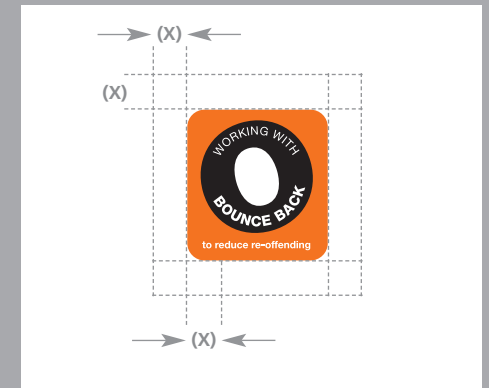 (X)
(X)
WORKING WITH
BOUNCE BACK
to reduce re-offending
(X)